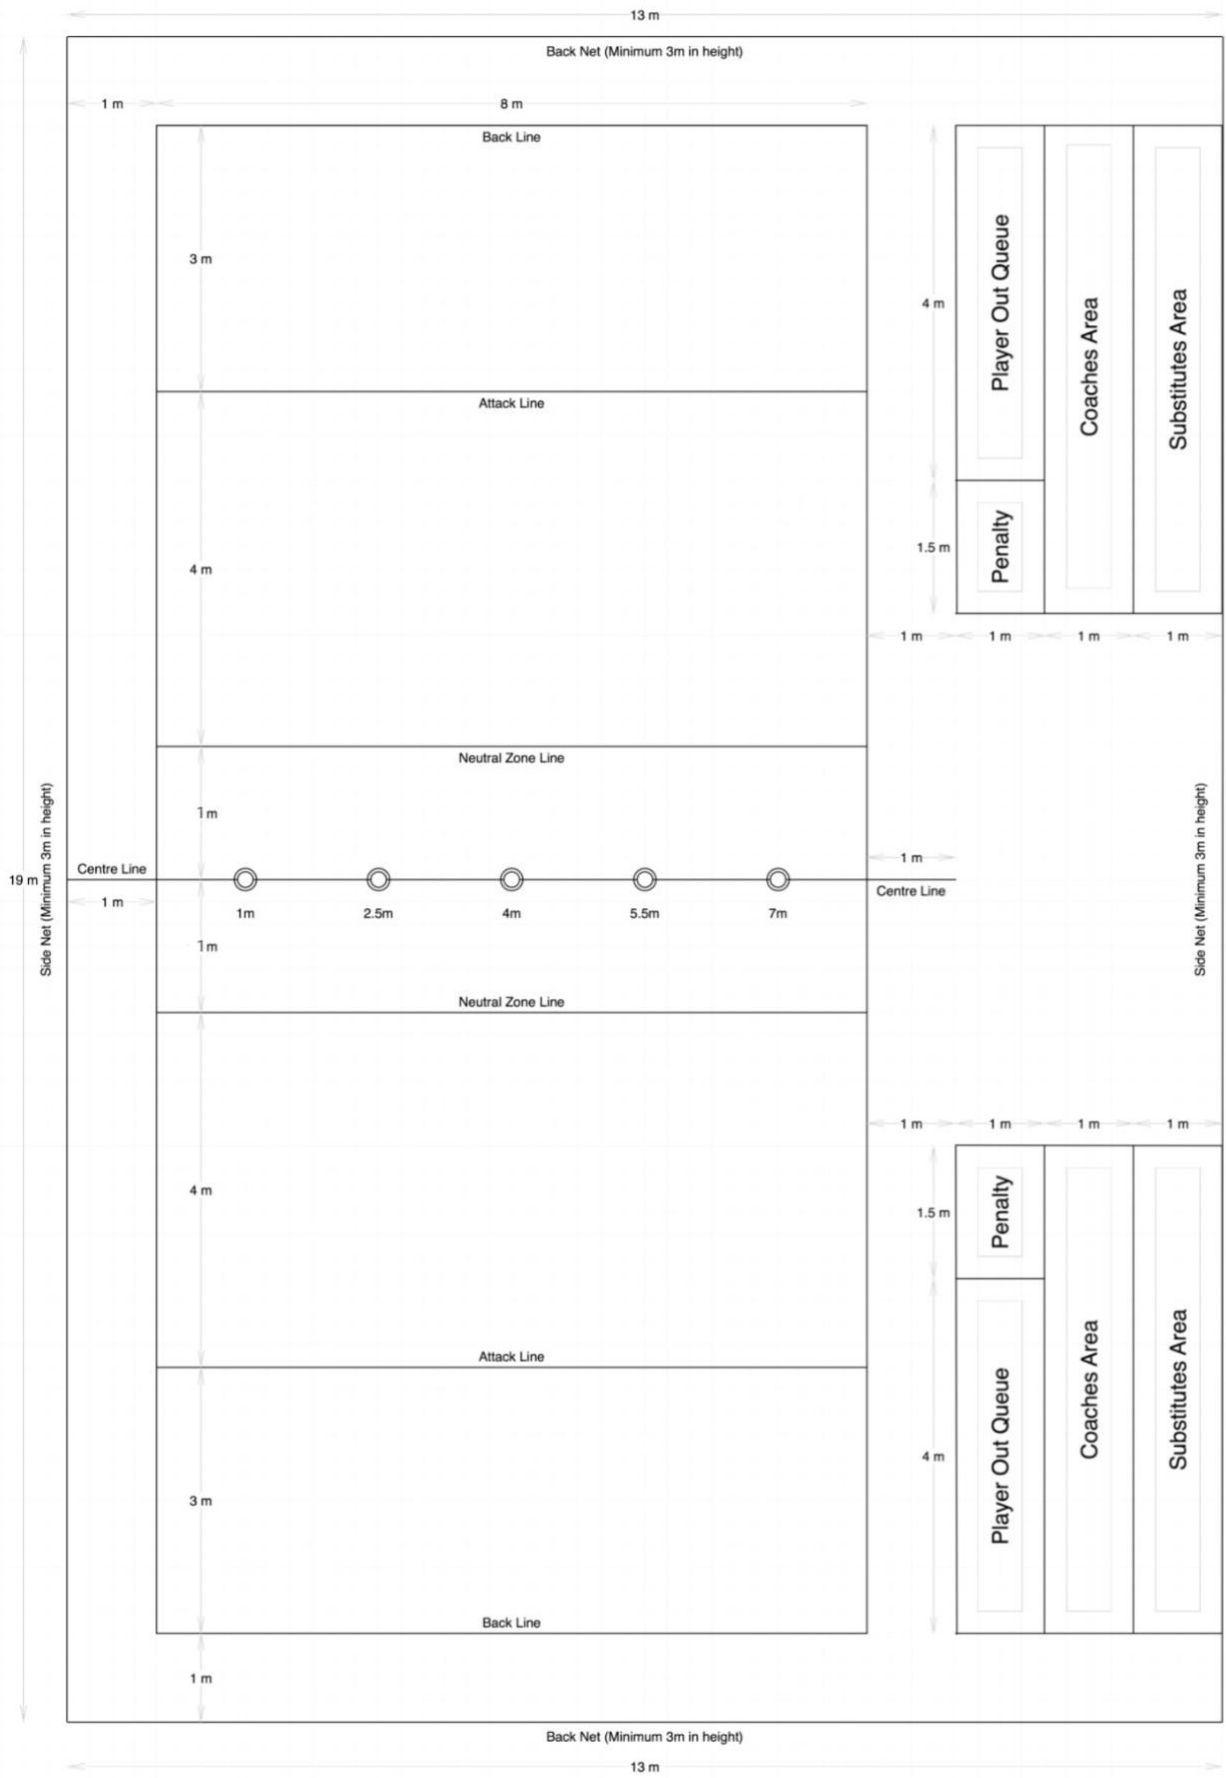 13 m
Back Net (Minimum 3m in height)
1 m
8 m
Back Line
3 m
4 m
Player Out Queue
Coaches Area
Substitutes Area
Attack Line
1.5 m
Penalty
4 m
1 m
1 m
1 m
1 m
Neutral Zone Line
1 m
Side Net (Minimum 3m in height)
Side Net (Minimum 3m in height)
1 m
Centre Line
19 m
Centre Line
1 m
1m
2.5m
4m
5.5m
7m
1 m
Neutral Zone Line
1 m
1 m
1 m
1 m
4 m
1.5 m
Penalty
Attack Line
Player Out Queue
Coaches Area
Substitutes Area
4 m
3 m
Back Line
1 m
Back Net (Minimum 3m in height)
13 m